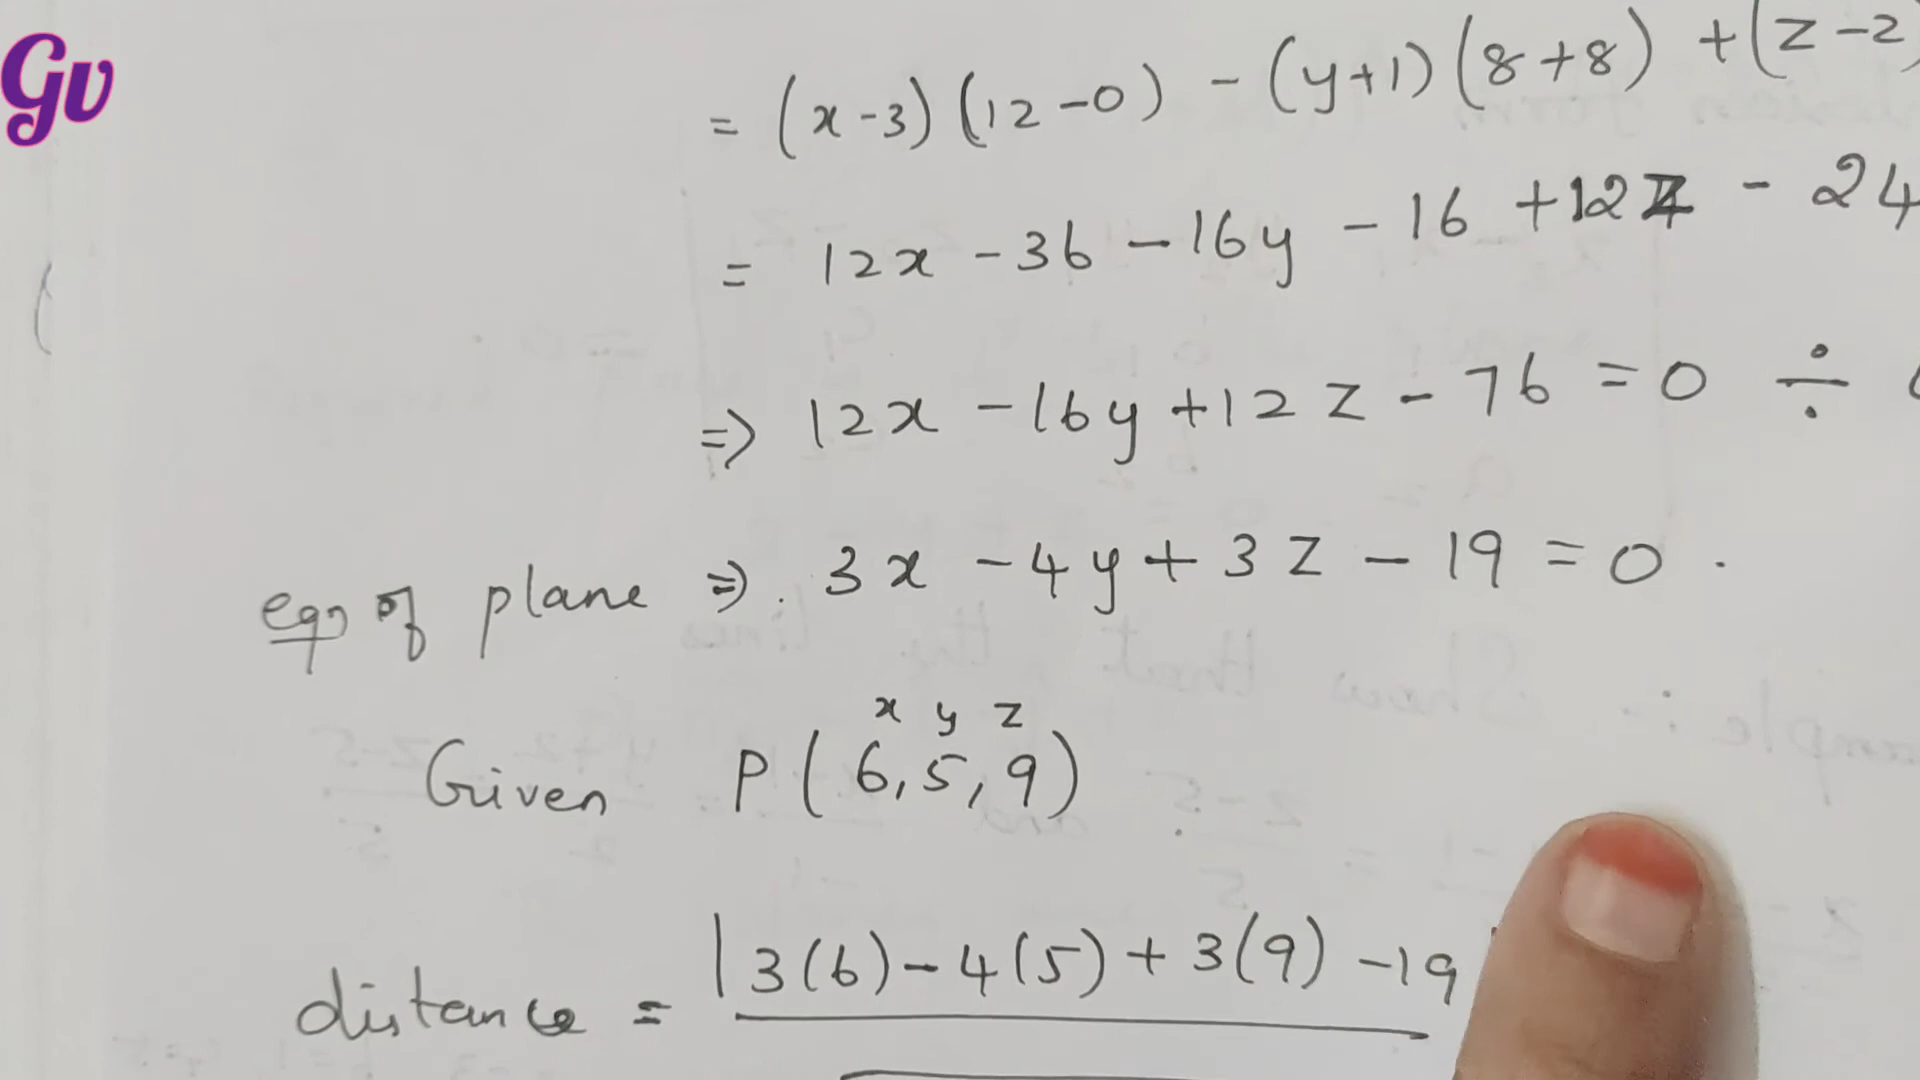 Gv
= (x-3)(12-0) - (y+1)(8+8) + (z-2)
= 12x - 36 - 16y - 16 + 12z - 24
=> 12x - 16y + 12z - 76 = 0 ÷
eqn of plane => 3x - 4y + 3z - 19 = 0 .
x y z
Given P(6,5,9)
distance = |3(6) - 4(5) + 3(9) - 19